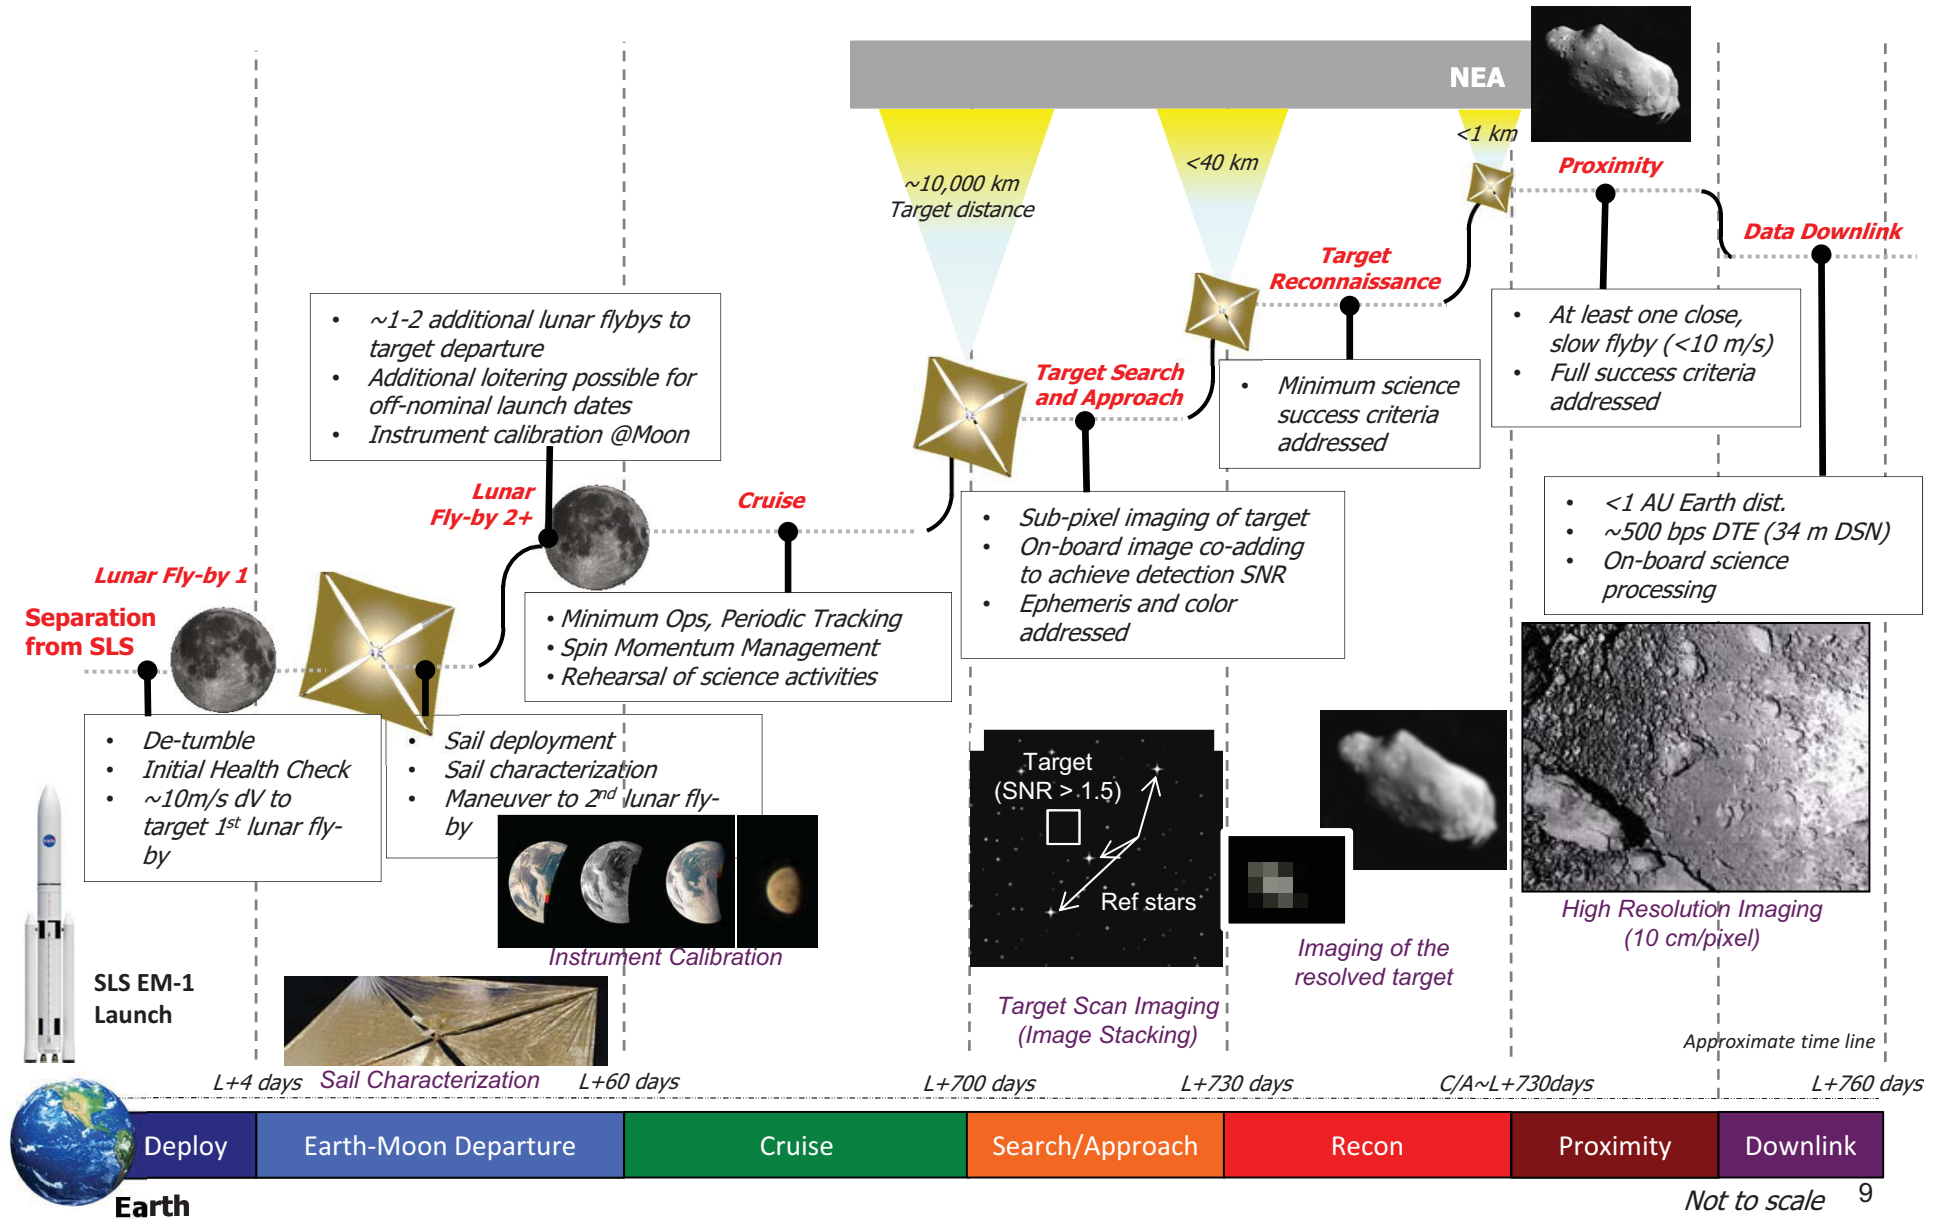 NEA
<1 km
<40 km
~10,000 km
Target distance
Proximity
Data Downlink
Target
Reconnaissance
Target Search
and Approach
Lunar
Fly-by 2+
Cruise
Lunar Fly-by 1
Separation
from SLS
• ~1-2 additional lunar flybys to
target departure
• Additional loitering possible for
off-nominal launch dates
• Instrument calibration @Moon
• At least one close,
slow flyby (<10 m/s)
• Full success criteria
addressed
• Minimum science
success criteria
addressed
• Sub-pixel imaging of target
• On-board image co-adding
to achieve detection SNR
• Ephemeris and color
addressed
• <1 AU Earth dist.
• ~500 bps DTE (34 m DSN)
• On-board science
processing
• Minimum Ops, Periodic Tracking
• Spin Momentum Management
• Rehearsal of science activities
• De-tumble
• Initial Health Check
• ~10m/s dV to
target 1st lunar fly-
by
• Sail deployment
• Sail characterization
• Maneuver to 2nd lunar fly-
by
Target
(SNR > 1.5)
Ref stars
Instrument Calibration
High Resolution Imaging
(10 cm/pixel)
Imaging of the
resolved target
Target Scan Imaging
(Image Stacking)
SLS EM-1
Launch
Sail Characterization
Approximate time line
L+4 days
L+60 days
L+700 days
L+730 days
C/A~L+730days
L+760 days
Deploy
Earth-Moon Departure
Cruise
Search/Approach
Recon
Proximity
Downlink
Earth
Not to scale
9